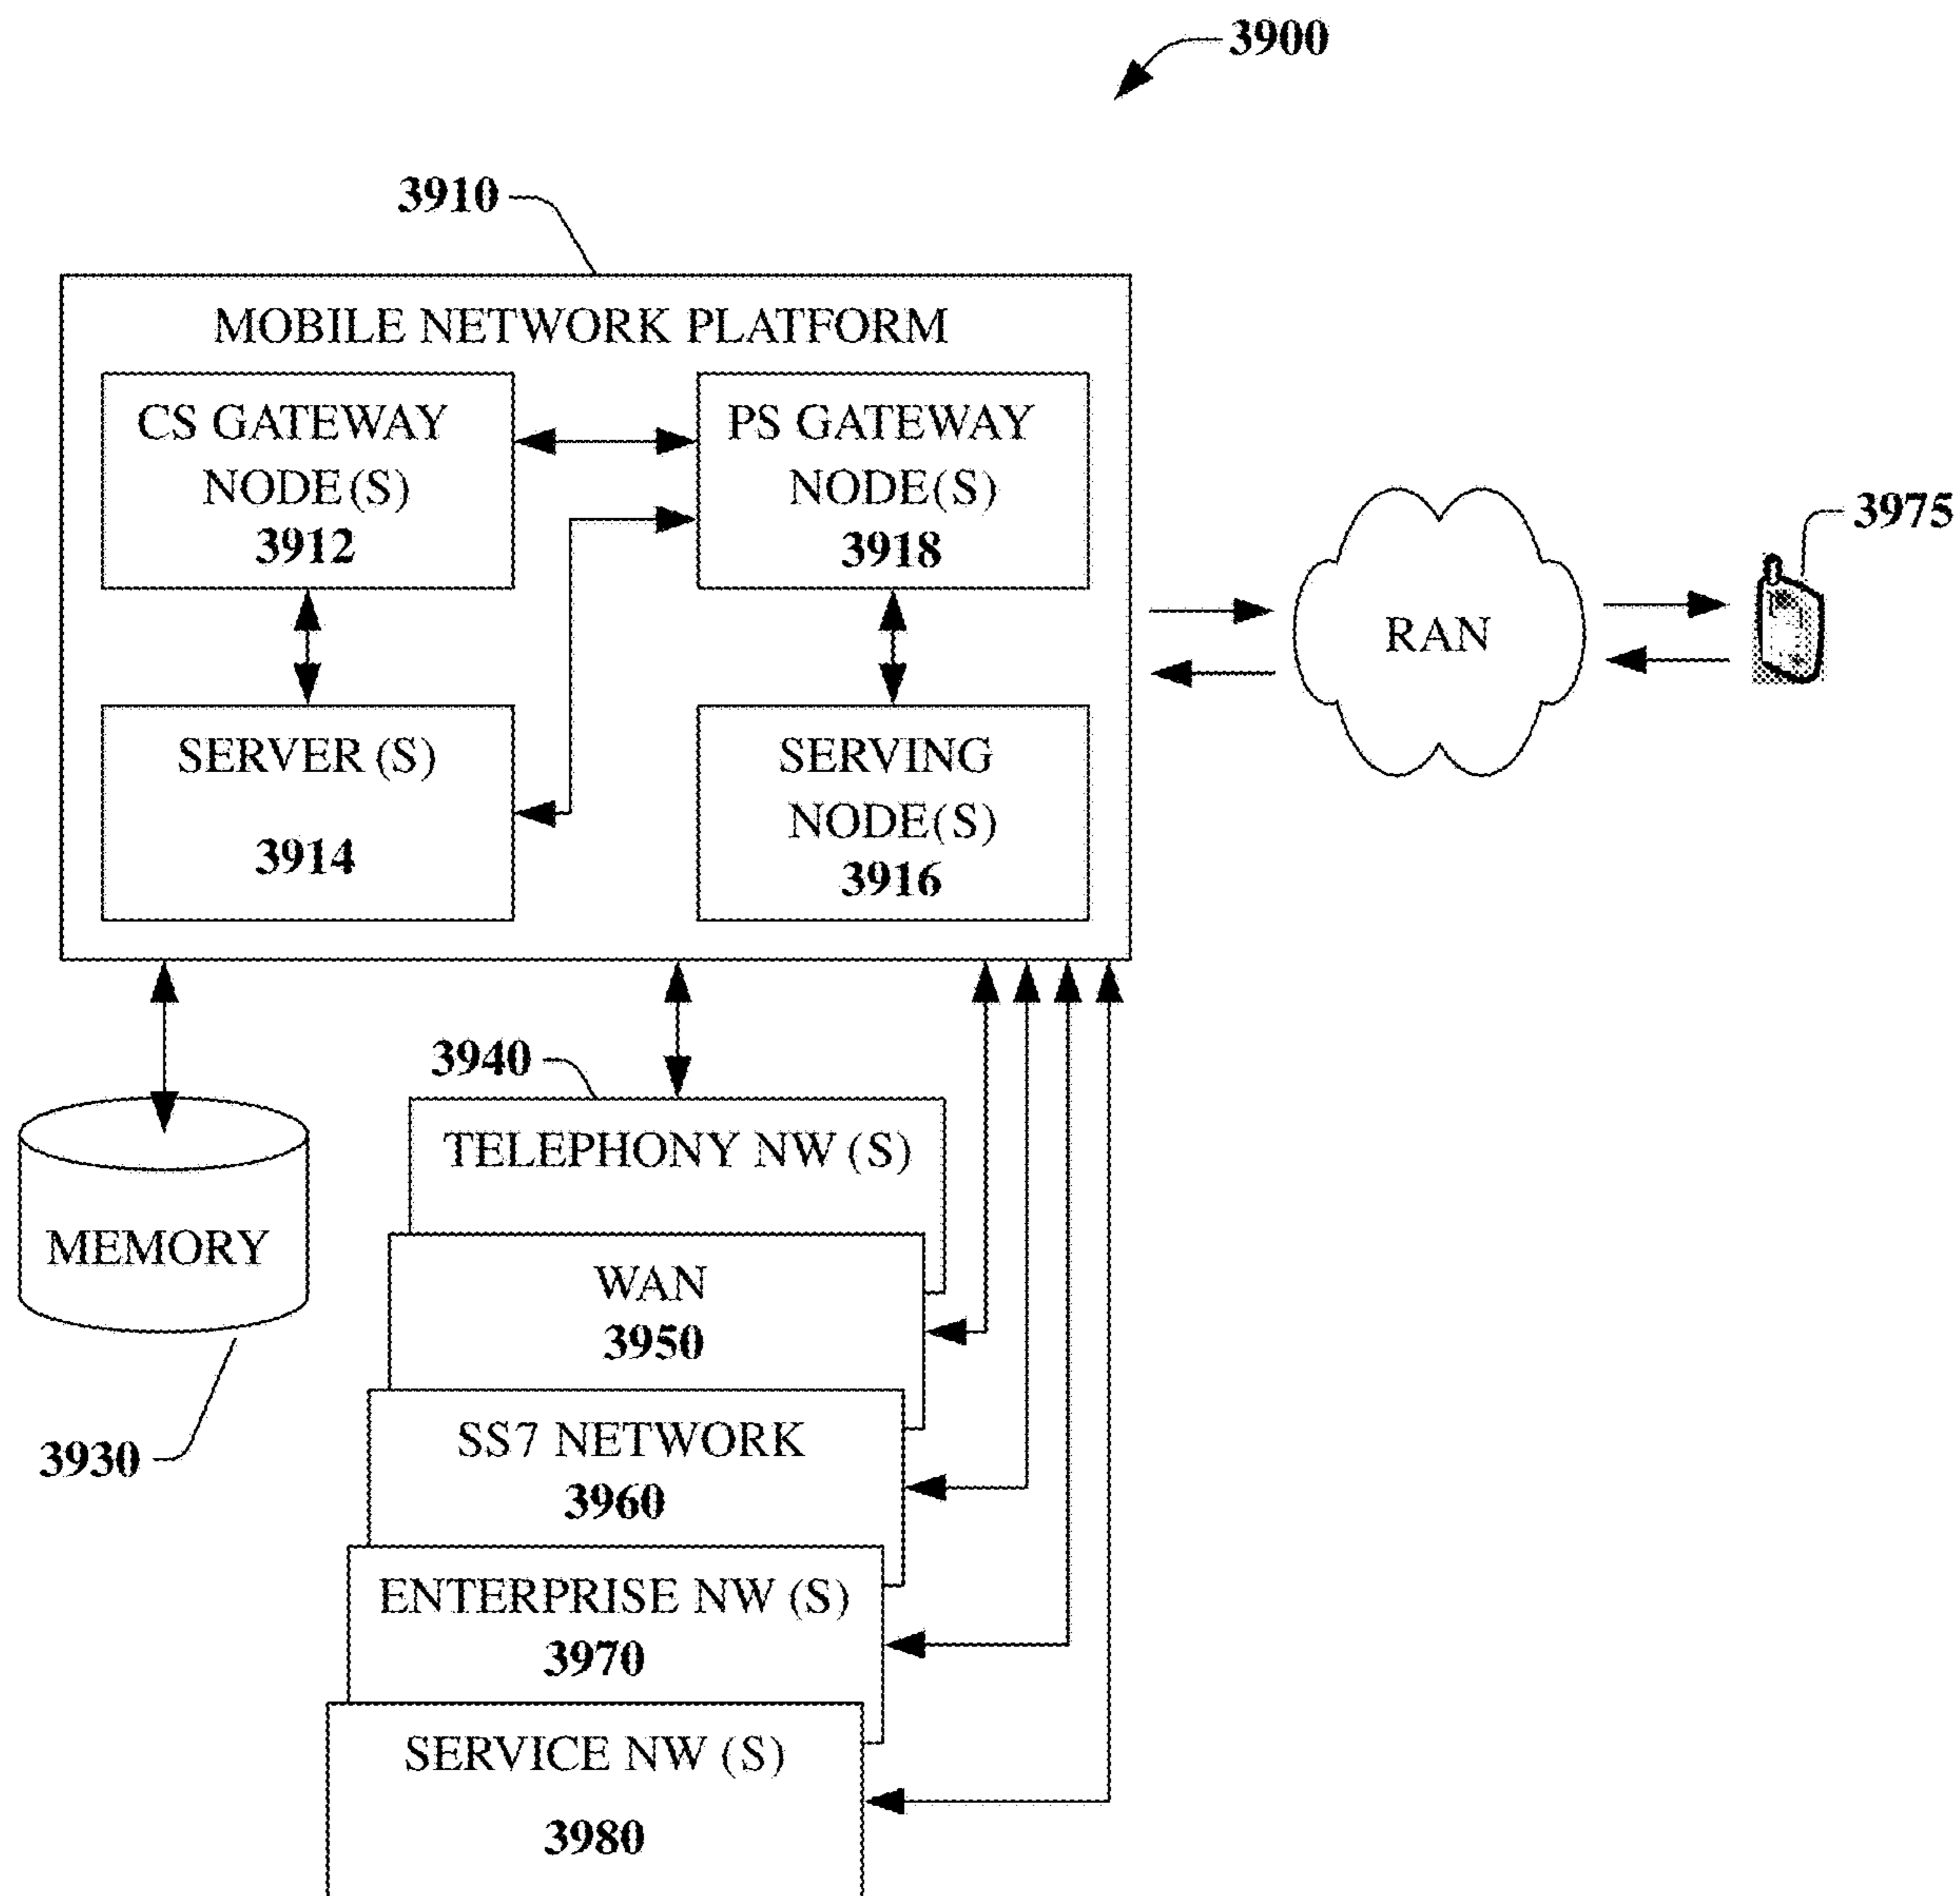 3900
3910
MOBILE NETWORK PLATFORM
CS GATEWAY
NODE(S)
3912
PS GATEWAY
NODE(S)
3918
SERVER (S)
3914
SERVING
NODE(S)
3916
RAN
3975
3940
TELEPHONY NW (S)
MEMORY
3930
WAN
3950
SS7 NETWORK
3960
ENTERPRISE NW (S)
3970
SERVICE NW (S)
3980